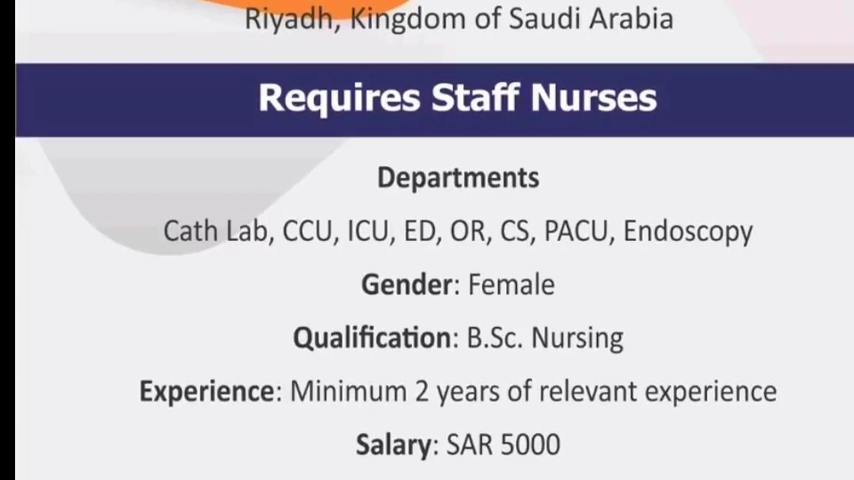 Riyadh, Kingdom of Saudi Arabia
Requires Staff Nurses
Departments
Cath Lab, CCU, ICU, ED, OR, CS, PACU, Endoscopy
Gender: Female
Qualification: B.Sc. Nursing
Experience: Minimum 2 years of relevant experience
Salary: SAR 5000